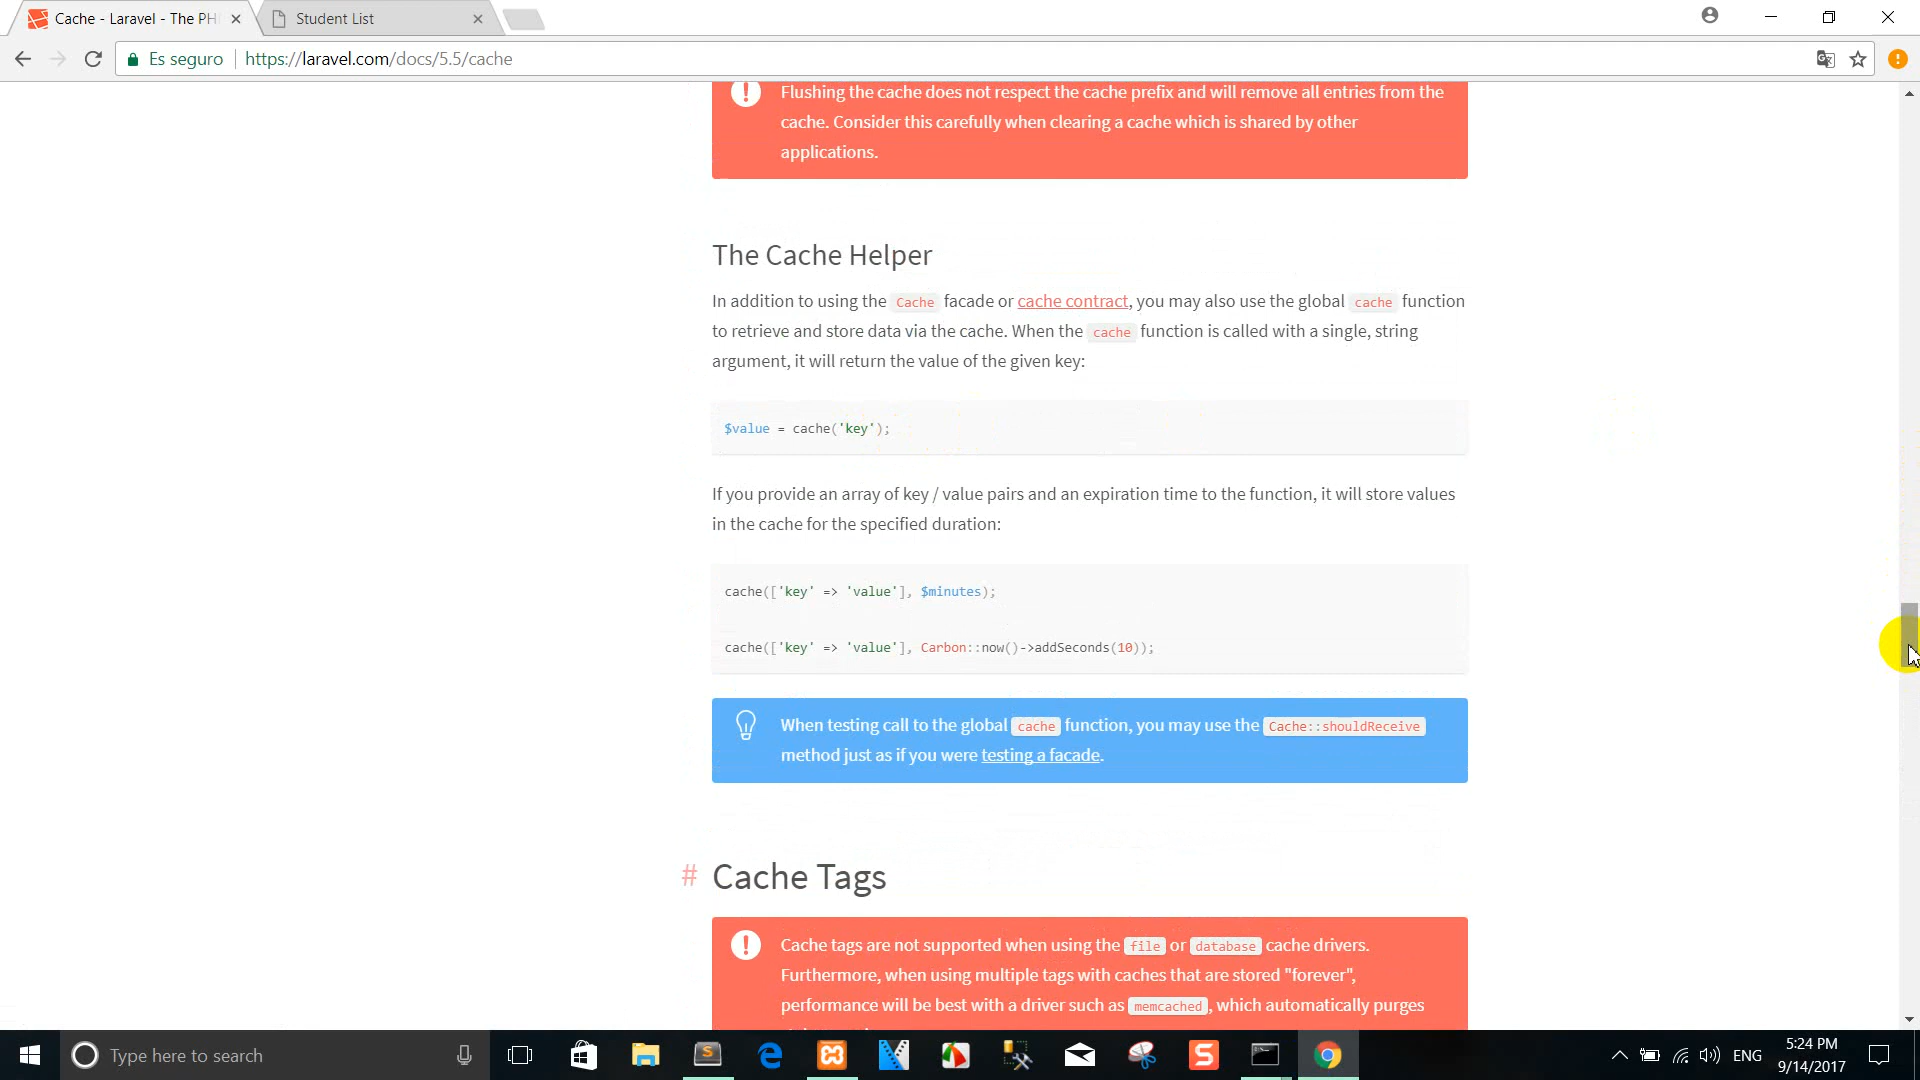 Cache - Laravel - The PH
Student List
Es seguro
https://laravel.com/docs/5.5/cache
Flushing the cache does not respect the cache prefix and will remove all entries from the
cache. Consider this carefully when clearing a cache which is shared by other
applications.
The Cache Helper
In addition to using the Cache facade or cache contract, you may also use the global cache function
to retrieve and store data via the cache. When the cache function is called with a single, string
argument, it will return the value of the given key:
$value = cache('key');
If you provide an array of key / value pairs and an expiration time to the function, it will store values
in the cache for the specified duration:
cache(['key' => 'value'], $minutes);
cache(['key' => 'value'], Carbon::now()->addSeconds(10));
When testing call to the global cache function, you may use the Cache::shouldReceive
method just as if you were testing a facade.
# Cache Tags
Cache tags are not supported when using the file or database cache drivers.
Furthermore, when using multiple tags with caches that are stored "forever",
performance will be best with a driver such as memcached, which automatically purges
Type here to search
ENG
5:24 PM
9/14/2017